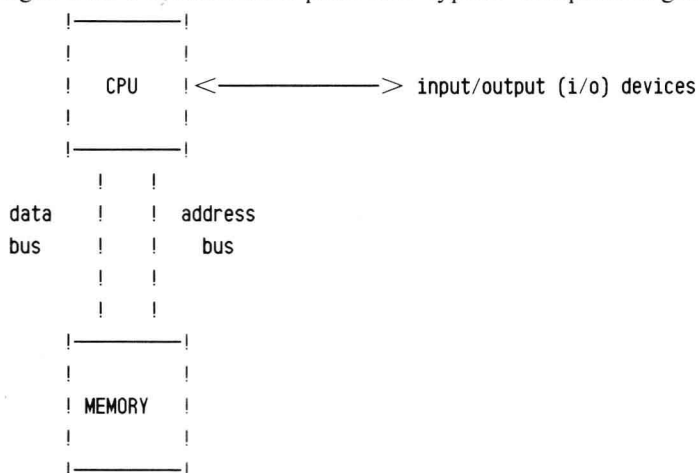 CPU
input/output (i/o) devices
data address
bus bus
MEMORY